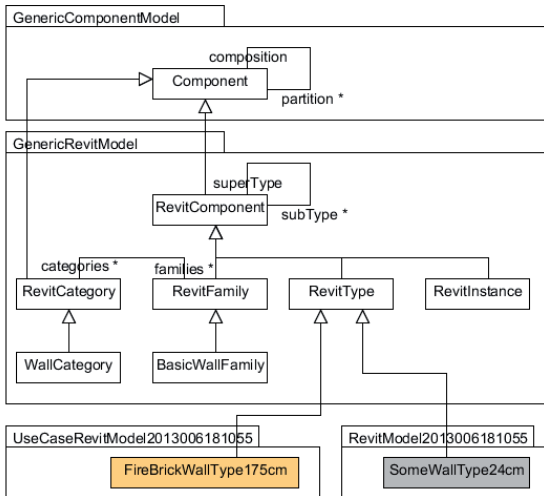 GenericComponentModel
composition
Component
partition *
GenericRevitModel
superType
RevitComponent
subType *
categories *
families *
RevitCategory
RevitFamily
RevitType
RevitInstance
WallCategory
BasicWallFamily
UseCaseRevitModel2013006181055
RevitModel2013006181055
FireBrickWallType175cm
SomeWallType24cm